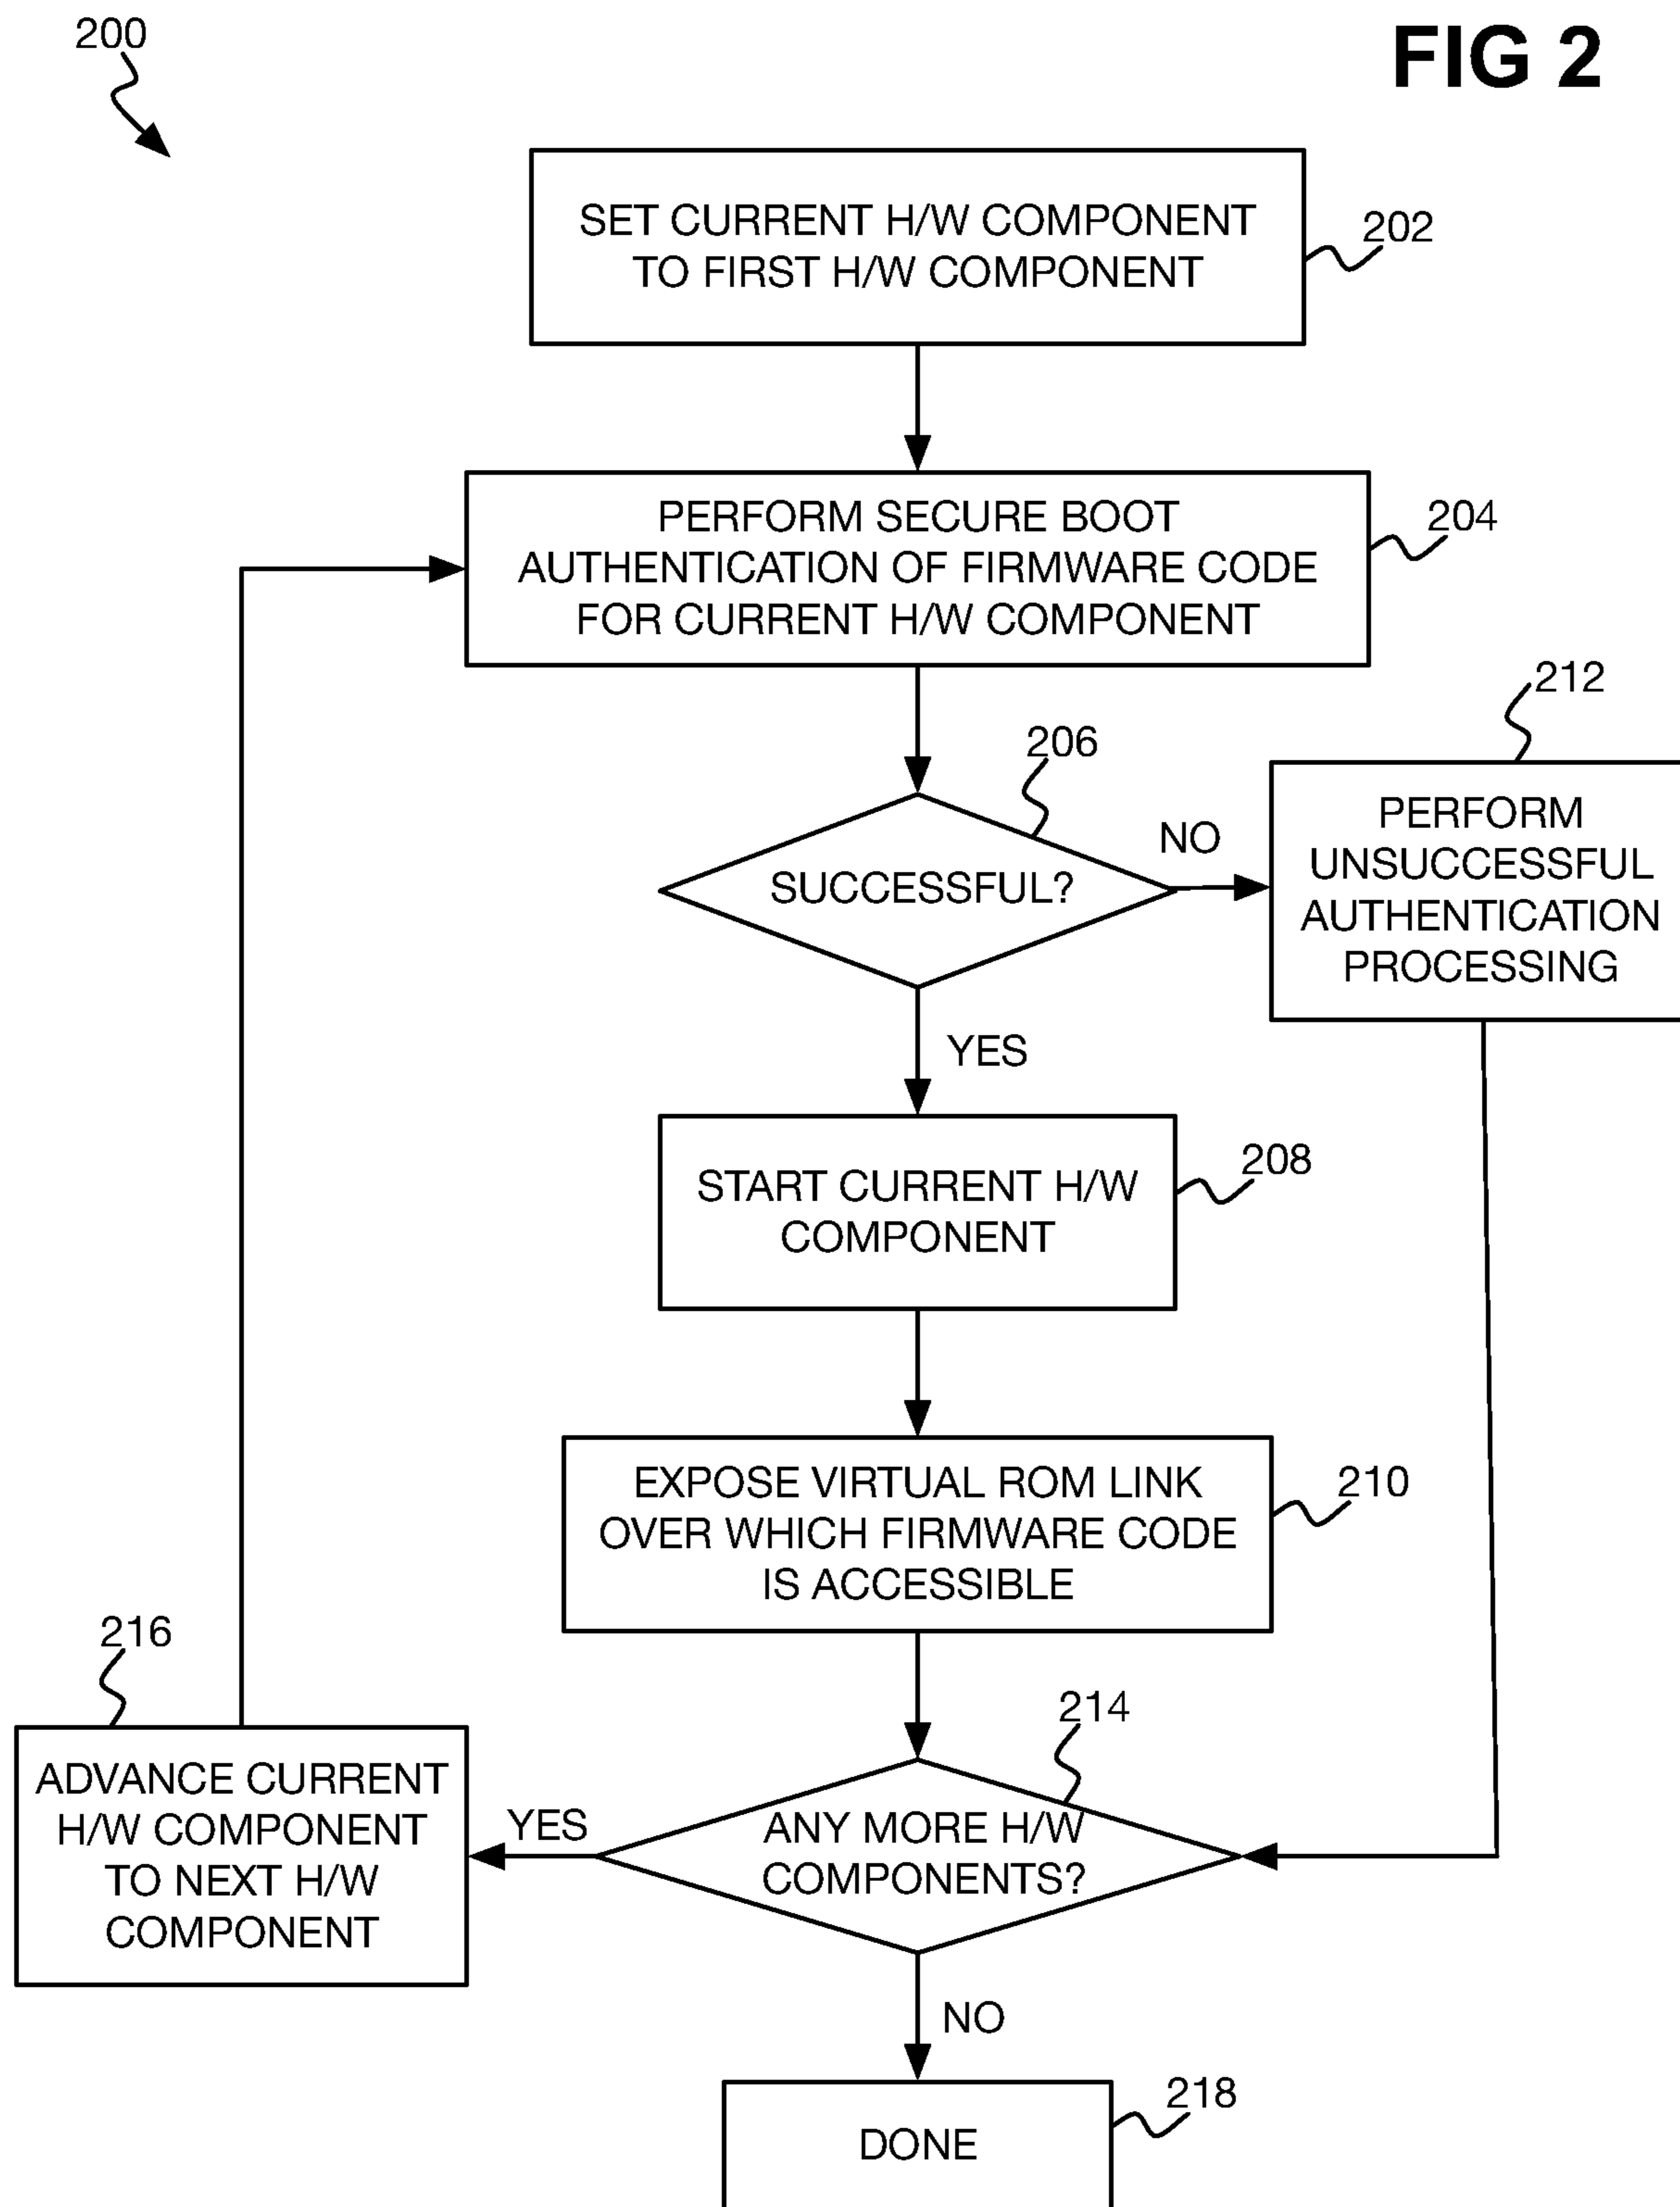 200
FIG 2
SET CURRENT H/W COMPONENT
TO FIRST H/W COMPONENT
202
PERFORM SECURE BOOT
AUTHENTICATION OF FIRMWARE CODE
FOR CURRENT H/W COMPONENT
204
206
SUCCESSFUL?
NO
212
PERFORM
UNSUCCESSFUL
AUTHENTICATION
PROCESSING
YES
START CURRENT H/W
COMPONENT
208
EXPOSE VIRTUAL ROM LINK
OVER WHICH FIRMWARE CODE
IS ACCESSIBLE
210
214
ANY MORE H/W
COMPONENTS?
YES
216
ADVANCE CURRENT
H/W COMPONENT
TO NEXT H/W
COMPONENT
NO
DONE
218